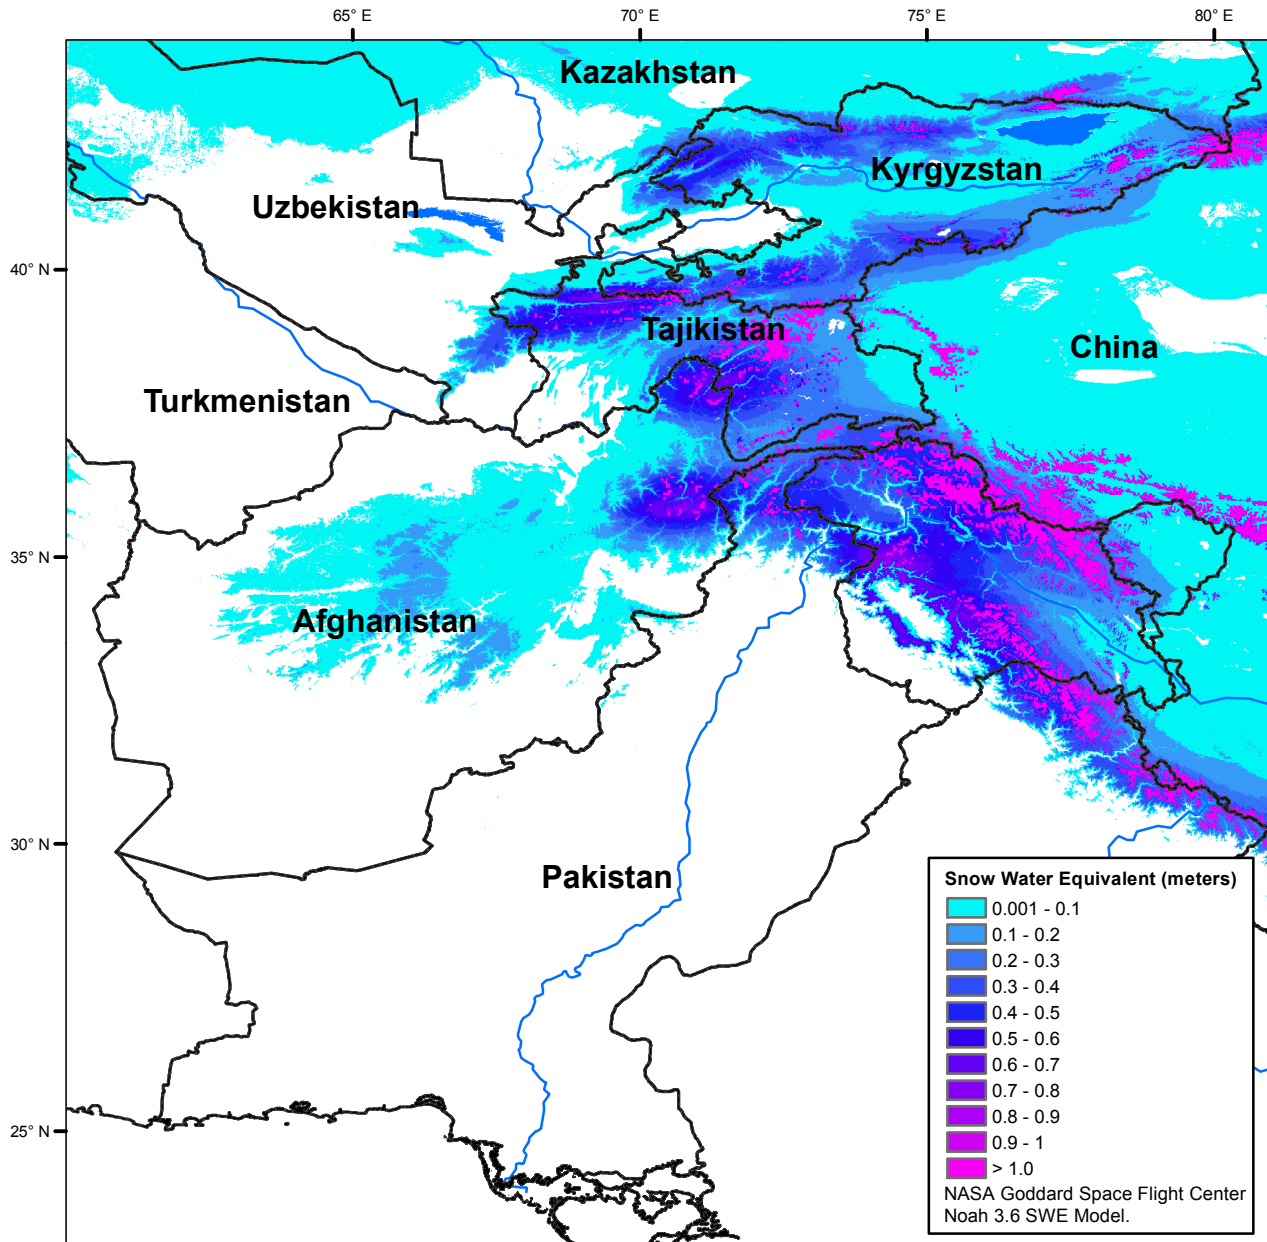 65° E
70° E
75° E
80° E
Kazakhstan
Kyrgyzstan
Uzbekistan
40° N
Tajikistan
China
Turkmenistan
35° N
Afghanistan
30° N
Pakistan
25° N
Snow Water Equivalent (meters)
0.001 - 0.1
0.1 - 0.2
0.2 - 0.3
0.3 - 0.4
0.4 - 0.5
0.5 - 0.6
0.6 - 0.7
0.7 - 0.8
0.8 - 0.9
0.9 - 1
> 1.0
NASA Goddard Space Flight Center
Noah 3.6 SWE Model.